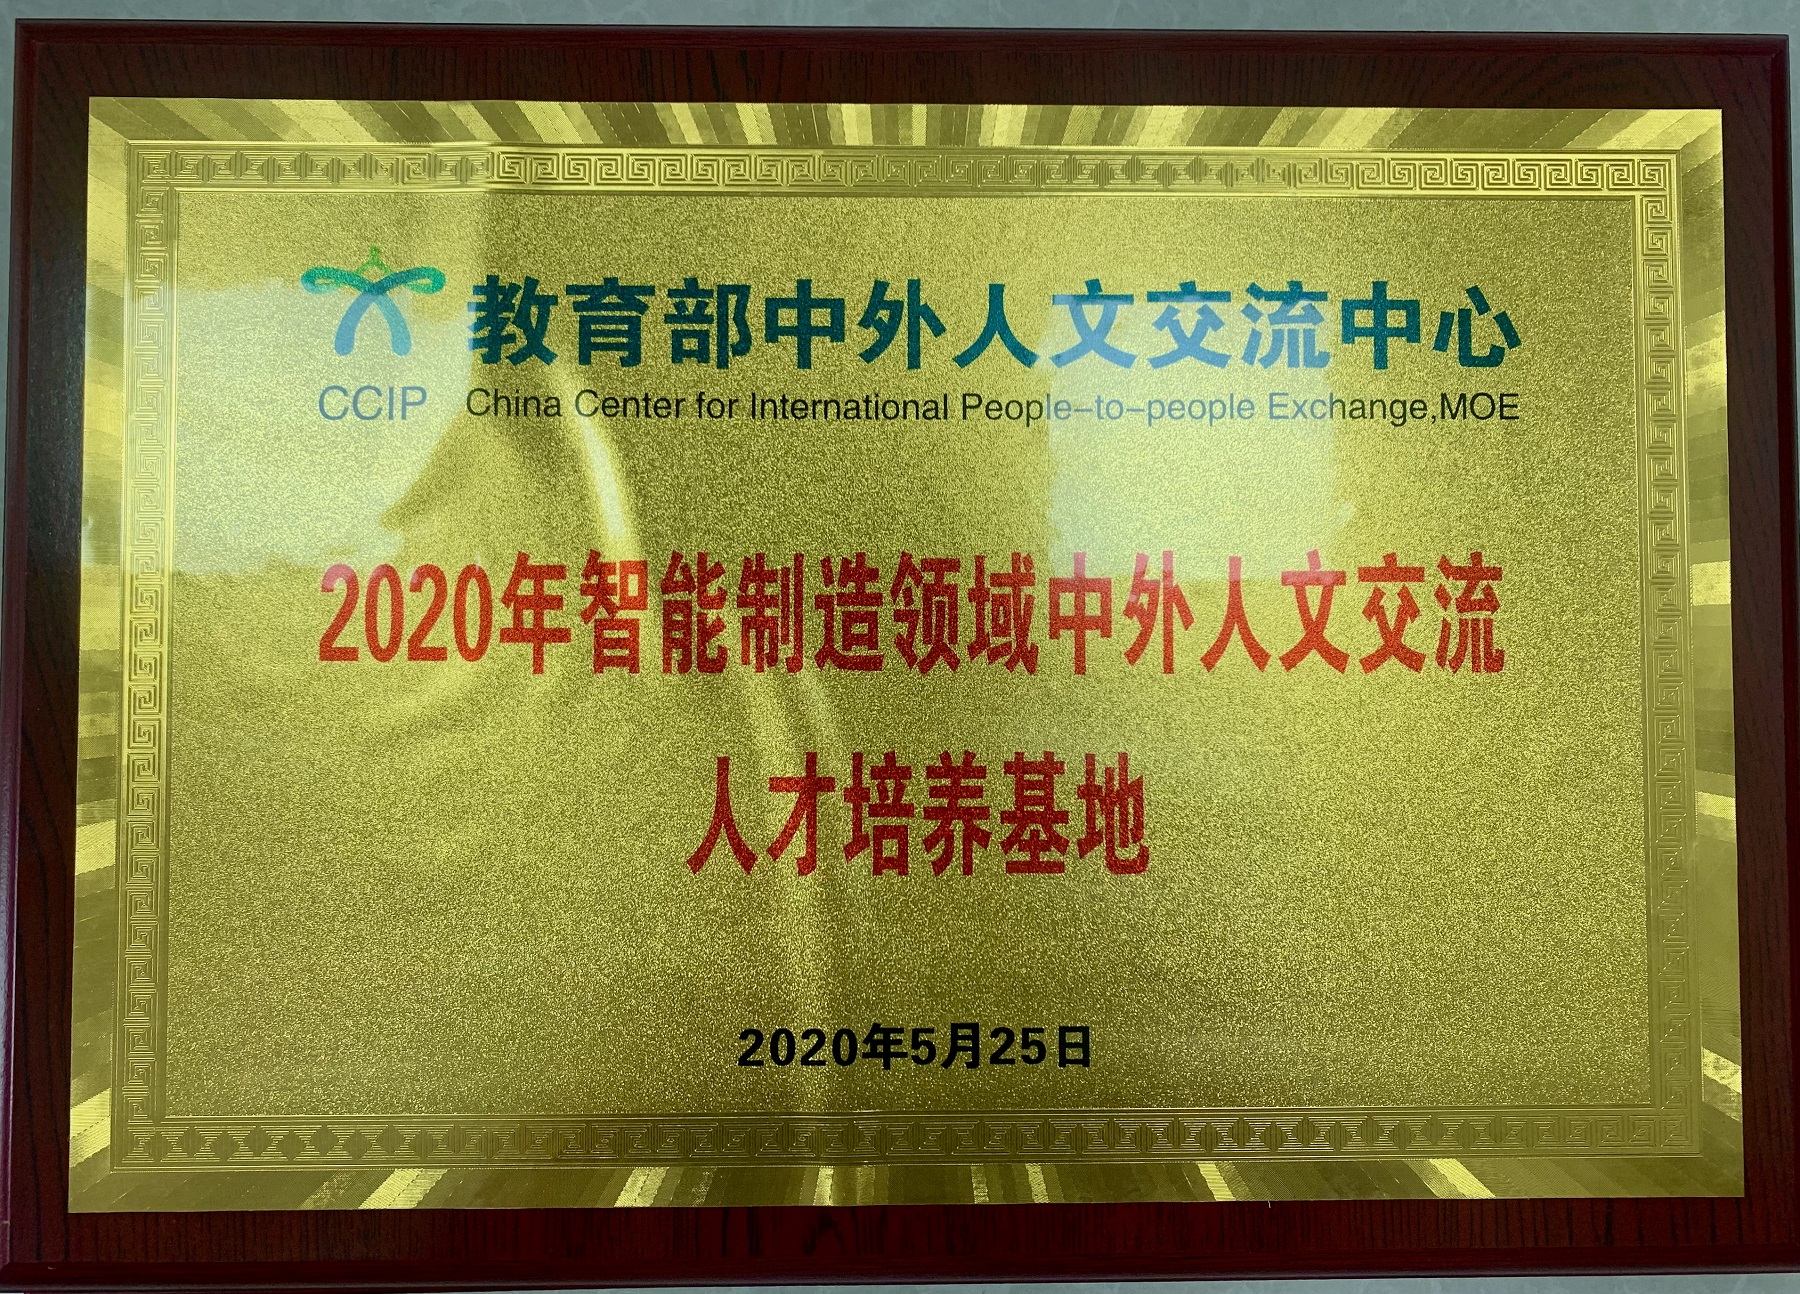 教育部中外人文交流中心
CCIP China Center for International People-to-people Exchange,MOE
2020年智能制造领域中外人文交流
人才培养基地
2020年5月25日